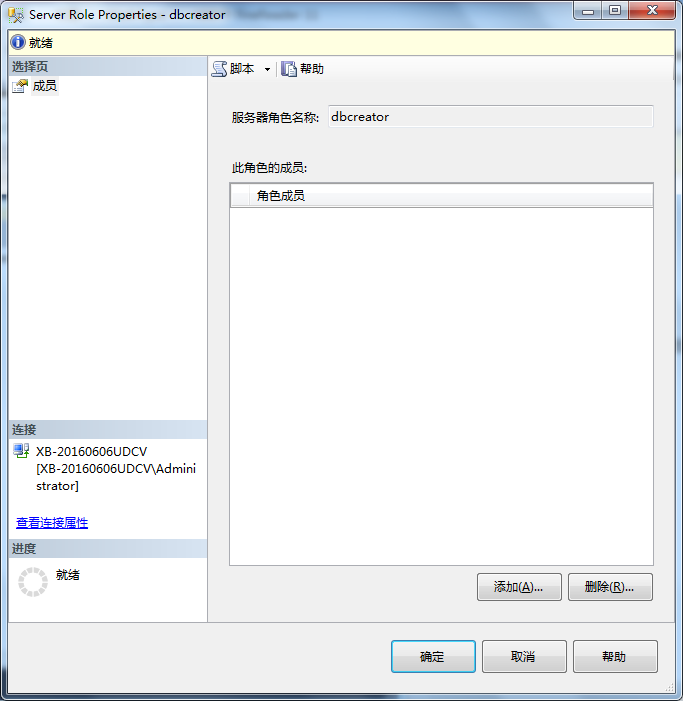 Server Role Properties - dbcreator
就绪
选择页
成员
脚本
帮助
服务器角色名称:
dbcreator
此角色的成员:
角色成员
连接
XB-20160606UDCV
[XB-20160606UDCV\Admini
strator]
查看连接属性
进度
就绪
添加(A)...
删除(R)...
确定
取消
帮助